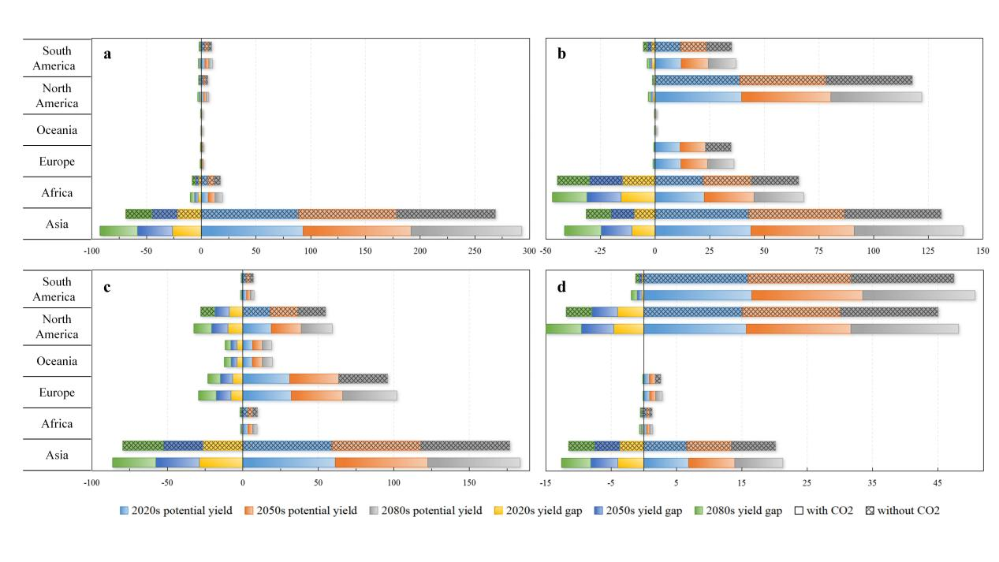 a
South
America
North
America
Oceania
Europe
Africa
Asia
-100 -50 0 50 100 150 200 250 300
b
-50 -25 0 25 50 75 100 125 150
c
South
America
North
America
Oceania
Europe
Africa
Asia
-100 -50 0 50 100 150
d
-15 -5 5 15 25 35 45
2020s potential yield 2050s potential yield 2080s potential yield 2020s yield gap 2050s yield gap 2080s yield gap with CO2 without CO2